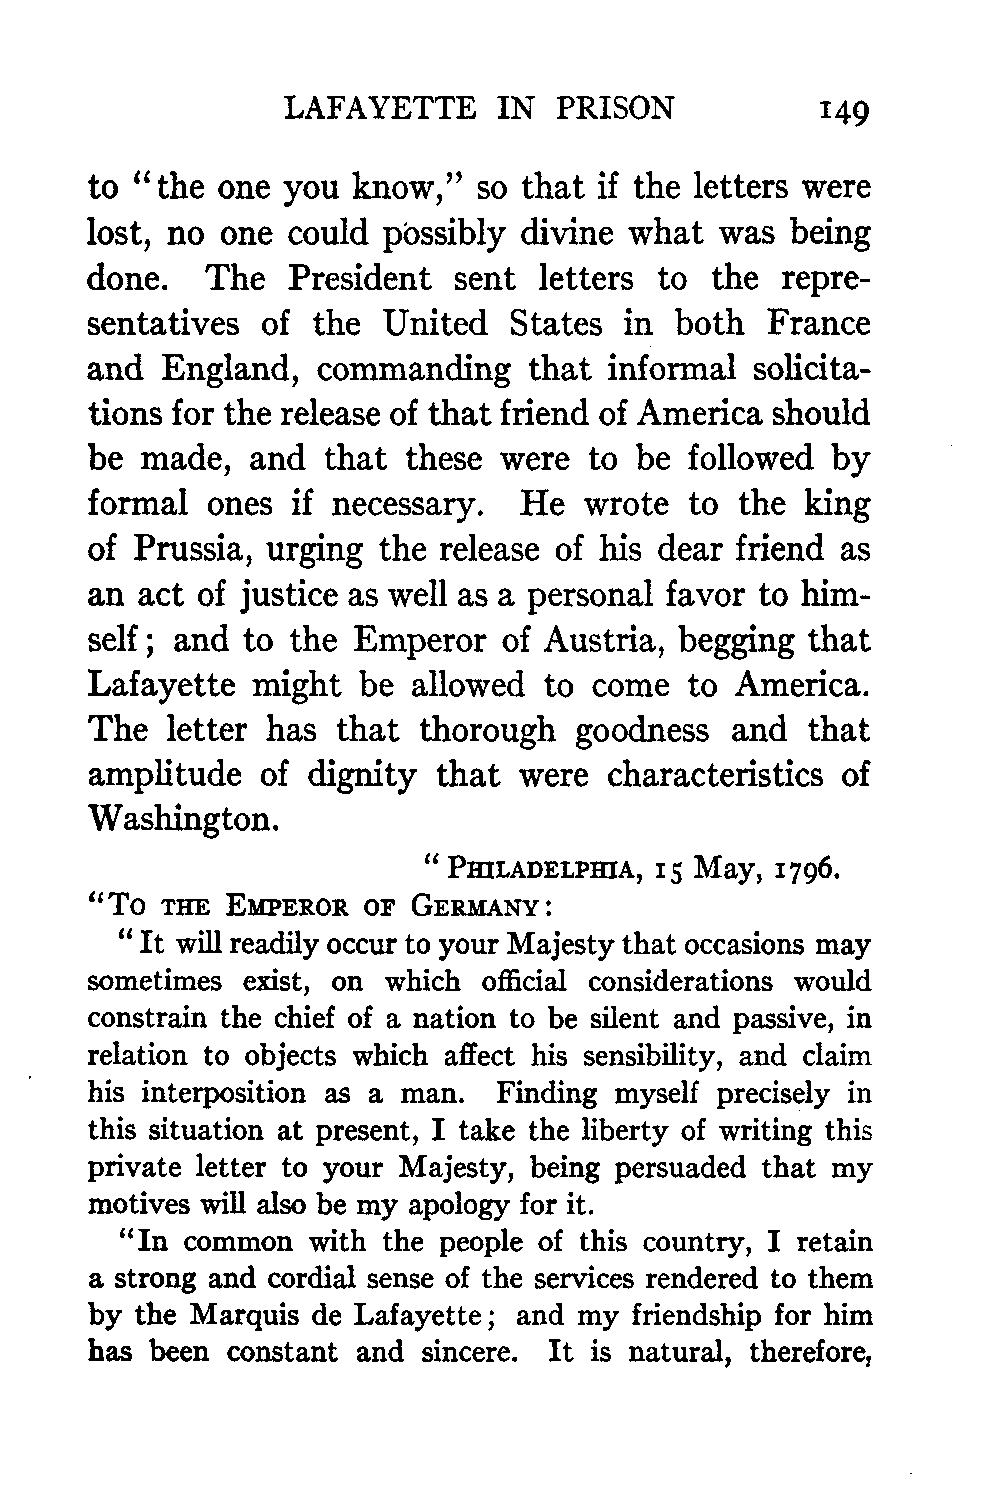 LAFAYETTE IN PRISON 149
to "the one you know," so that if the letters were
lost, no one could possibly divine what was being
done. The President sent letters to the repre-
sentatives of the United States in both France
and England, commanding that informal solicita-
tions for the release of that friend of America should
be made, and that these were to be followed by
formal ones if necessary. He wrote to the king
of Prussia, urging the release of his dear friend as
an act of justice as well as a personal favor to him-
self; and to the Emperor of Austria, begging that
Lafayette might be allowed to come to America.
The letter has that thorough goodness and that
amplitude of dignity that were characteristics of
Washington.
"PHILADELPHIA, 15 May, 1796.
"TO THE EMPEROR OF GERMANY:
"It will readily occur to your Majesty that occasions may
sometimes exist, on which official considerations would
constrain the chief of a nation to be silent and passive, in
relation to objects which affect his sensibility, and claim
his interposition as a man. Finding myself precisely in
this situation at present, I take the liberty of writing this
private letter to your Majesty, being persuaded that my
motives will also be my apology for it.
"In common with the people of this country, I retain
a strong and cordial sense of the services rendered to them
by the Marquis de Lafayette; and my friendship for him
has been constant and sincere. It is natural, therefore,